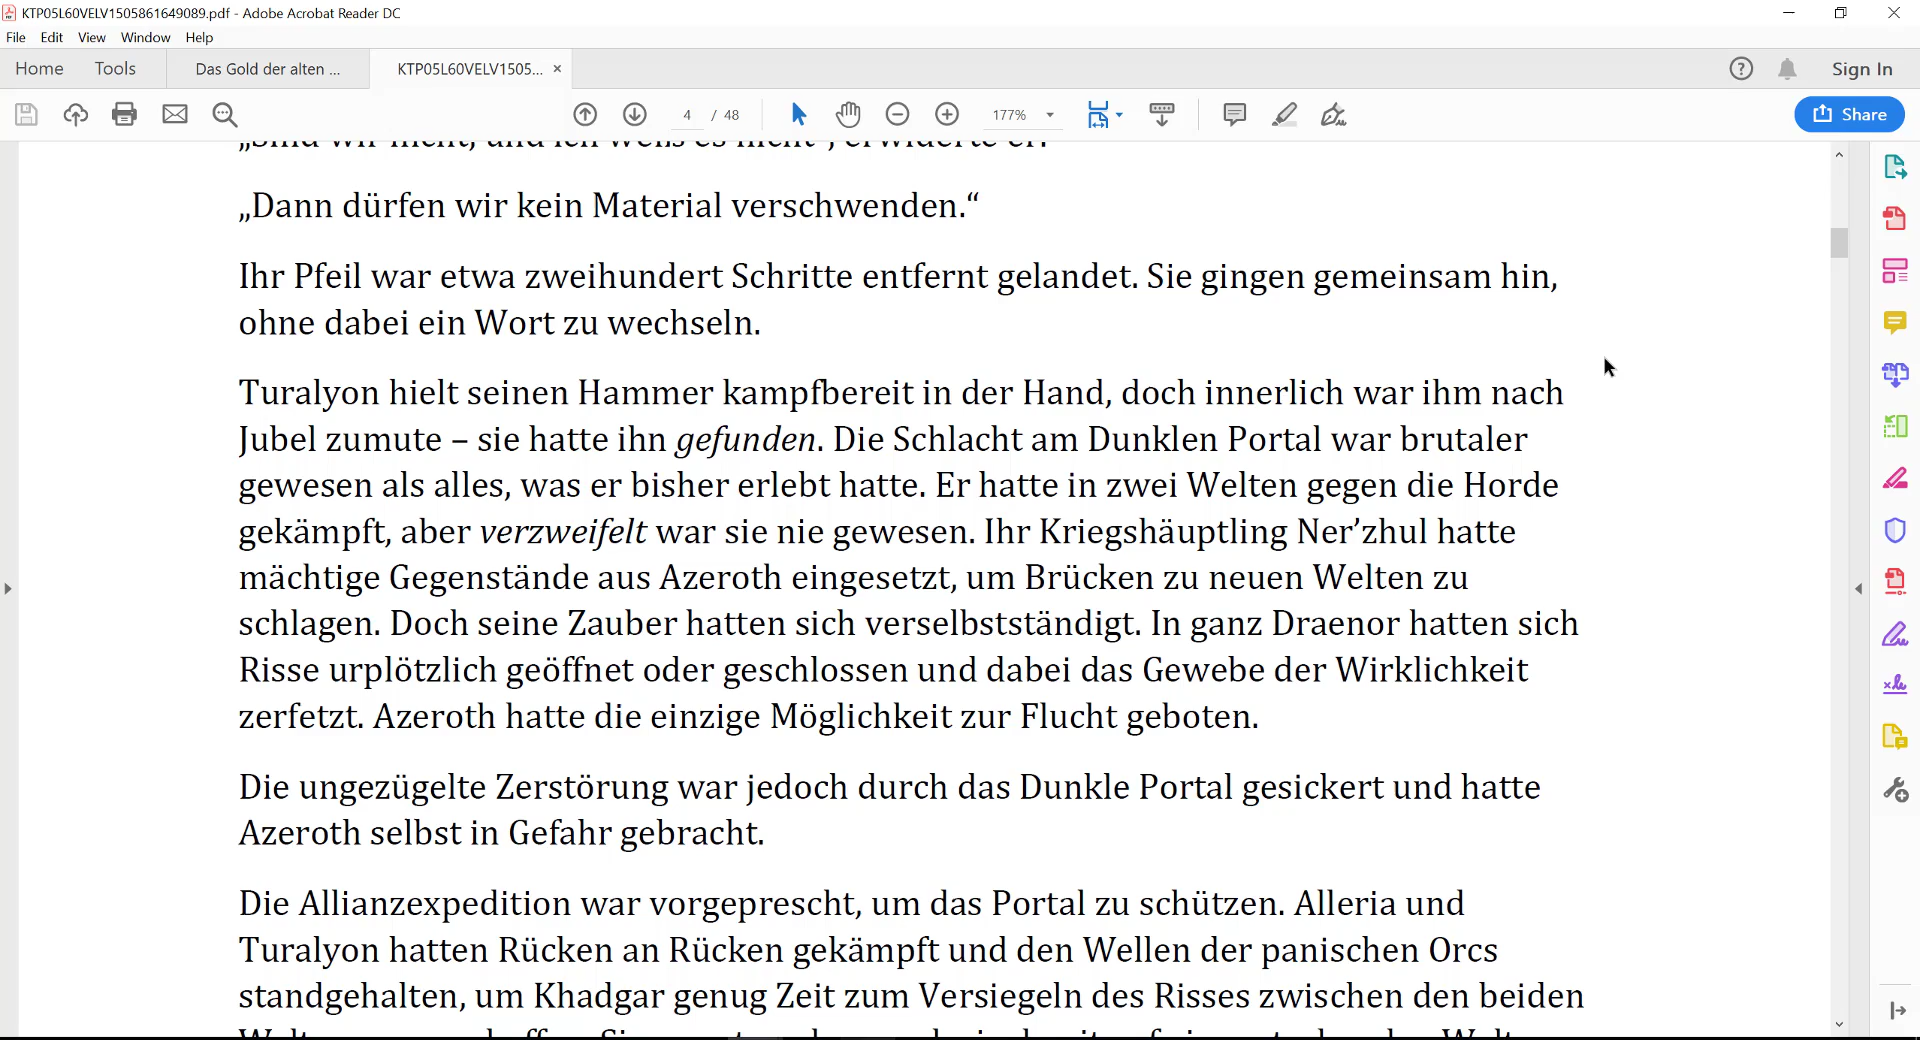 KTP05L60VELV1505861649089.pdf - Adobe Acrobat Reader DC
File Edit View Window Help
Home Tools Das Gold der alten ... KTP05L60VELV1505... × Sign In
4 / 48 177% Share
„Sind wir nicht, und ich weiß es nicht“, erwiderte er.
„Dann dürfen wir kein Material verschwenden.“
Ihr Pfeil war etwa zweihundert Schritte entfernt gelandet. Sie gingen gemeinsam hin,
ohne dabei ein Wort zu wechseln.
Turalyon hielt seinen Hammer kampfbereit in der Hand, doch innerlich war ihm nach
Jubel zumute – sie hatte ihn gefunden. Die Schlacht am Dunklen Portal war brutaler
gewesen als alles, was er bisher erlebt hatte. Er hatte in zwei Welten gegen die Horde
gekämpft, aber verzweifelt war sie nie gewesen. Ihr Kriegshäuptling Ner’zhul hatte
mächtige Gegenstände aus Azeroth eingesetzt, um Brücken zu neuen Welten zu
schlagen. Doch seine Zauber hatten sich verselbstständigt. In ganz Draenor hatten sich
Risse urplötzlich geöffnet oder geschlossen und dabei das Gewebe der Wirklichkeit
zerfetzt. Azeroth hatte die einzige Möglichkeit zur Flucht geboten.
Die ungezügelte Zerstörung war jedoch durch das Dunkle Portal gesickert und hatte
Azeroth selbst in Gefahr gebracht.
Die Allianzexpedition war vorgeprescht, um das Portal zu schützen. Alleria und
Turalyon hatten Rücken an Rücken gekämpft und den Wellen der panischen Orcs
standgehalten, um Khadgar genug Zeit zum Versiegeln des Risses zwischen den beiden